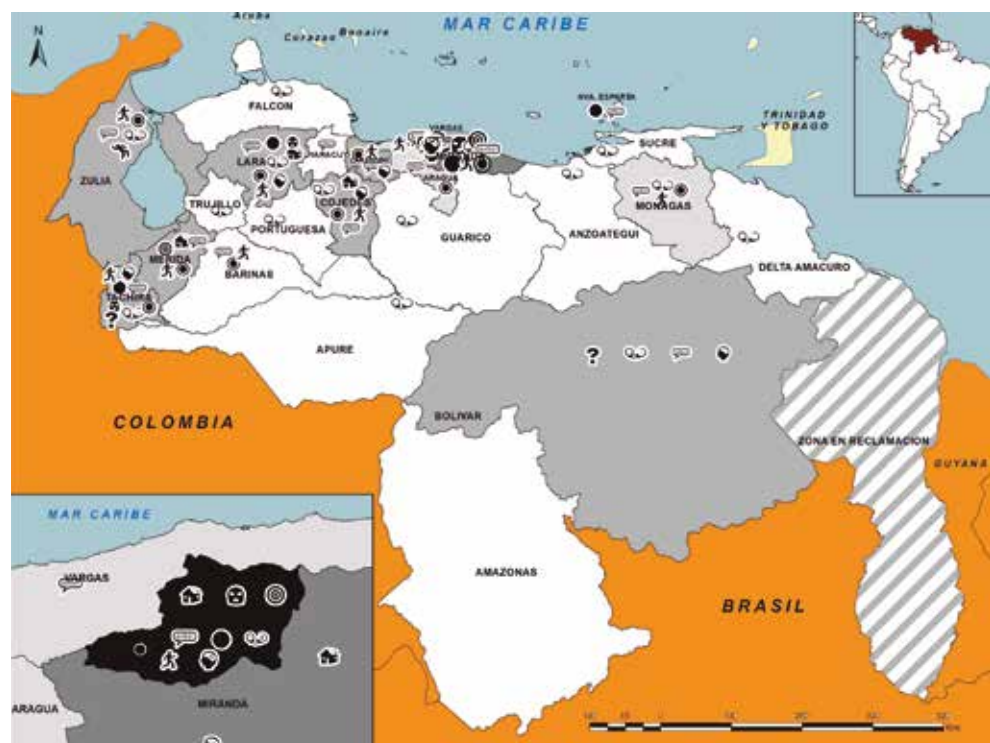 MAR CARIBE
N
Aruba
Curazao
Bonaire
NVA. ESPERTA
TRINIDAD
Y TOBAGO
FALCON
VARGAS
SUCRE
LARA
YARACUY
ARAGUA
ZULIA
TRUJILLO
COJEDES
MONAGAS
PORTUGUESA
GUARICO
ANZOATEGUI
MERIDA
BARINAS
DELTA AMACURO
TACHIRA
?
APURE
?
COLOMBIA
BOLIVAR
ZONA EN RECLAMACION
GUYANA
MAR CARIBE
VARGAS
AMAZONAS
BRASIL
MIRANDA
ARAGUA